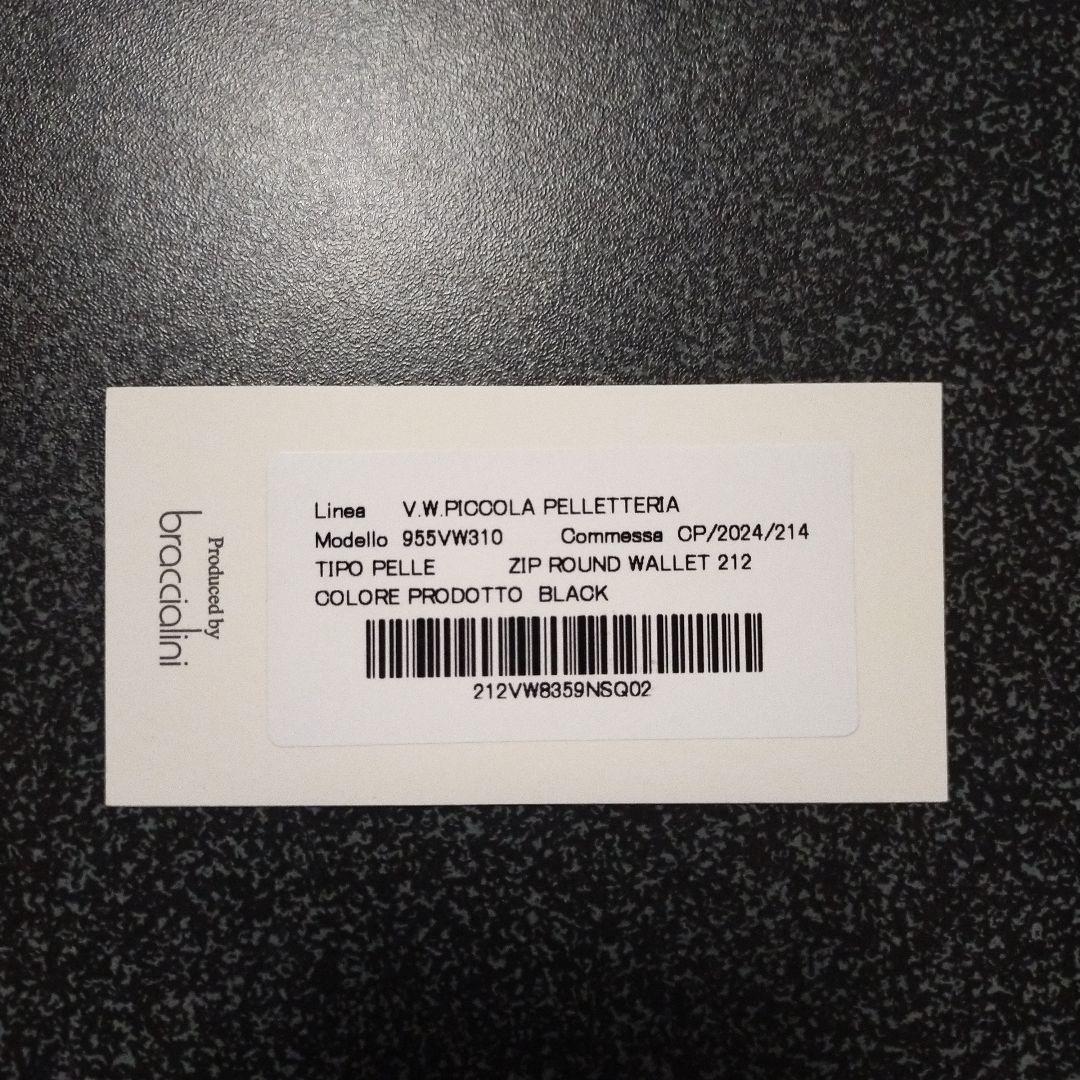 Linea V.W.PICCOLA PELLETTERIA
Modello 955VW310 Commessa CP/2024/214
TIPO PELLE ZIP ROUND WALLET 212
COLORE PRODOTTO BLACK
212VW8359NSQ02
Produced by
braccialini